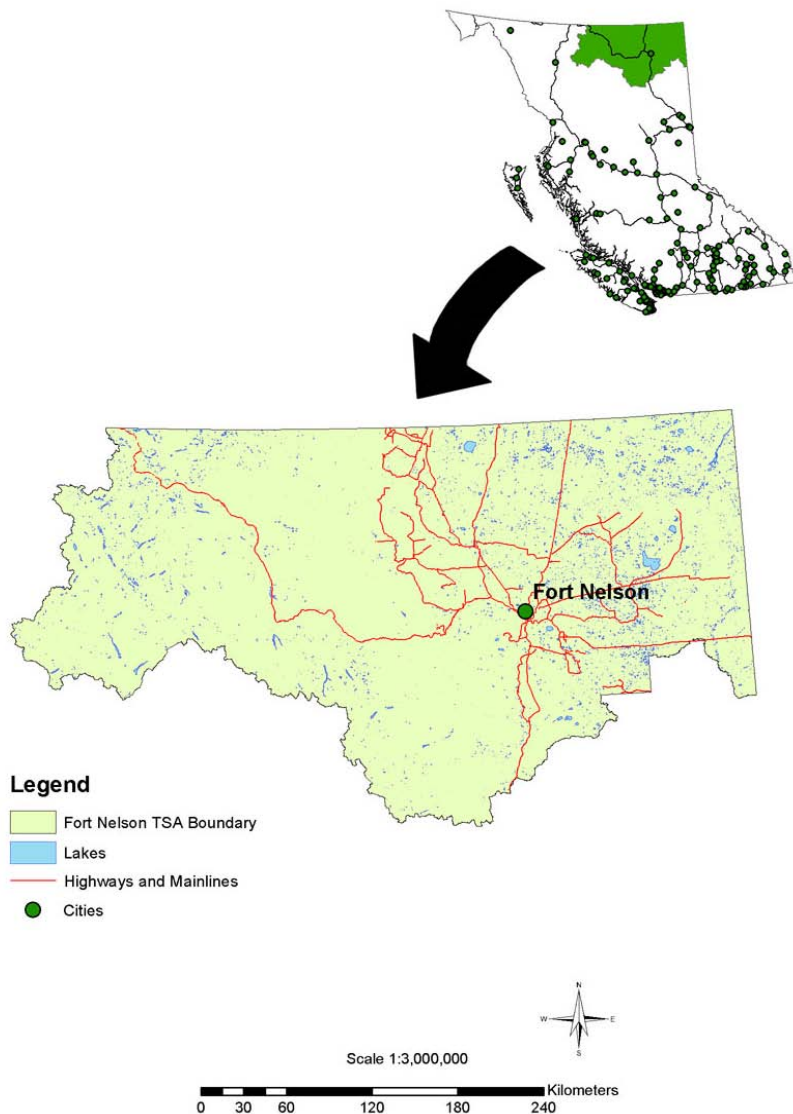 Fort Nelson
Legend
Fort Nelson TSA Boundary
Lakes
Highways and Mainlines
Cities
N
W E
S
Scale 1:3,000,000
Kilometers
0 30 60 120 180 240